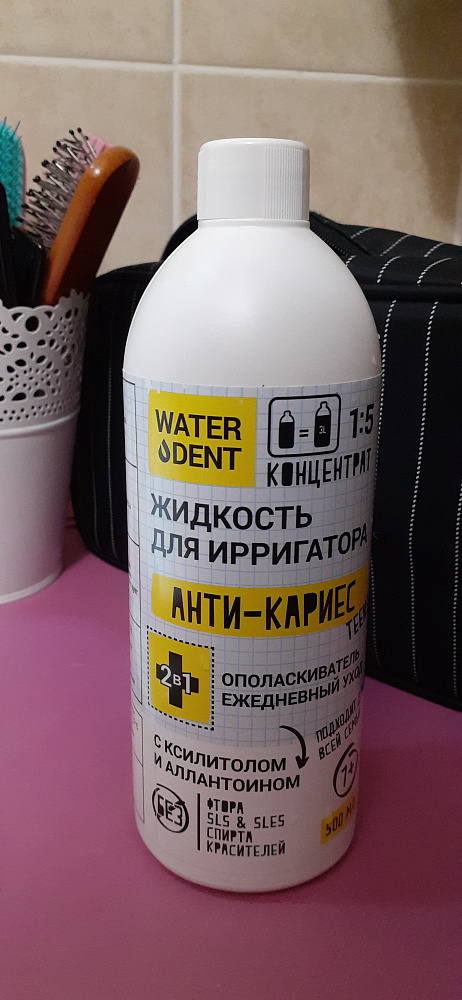 WATER
DENT
3L
1:5
КОНЦЕНТРАТ
ЖИДКОСТЬ
ДЛЯ ИРРИГАТОРА
АНТИ-КАРИЕС
2в1
ОПОЛАСКИВАТЕЛЬ
ЕЖЕДНЕВНЫЙ УХОД
ПОДХОДИТ
ВСЕЙ СЕМЬЕ
7+
С КСИЛИТОЛОМ
И АЛЛАНТОИНОМ
БЕЗ
ФТОРА
SLS & SLES
СПИРТА
КРАСИТЕЛЕЙ
500 МЛ